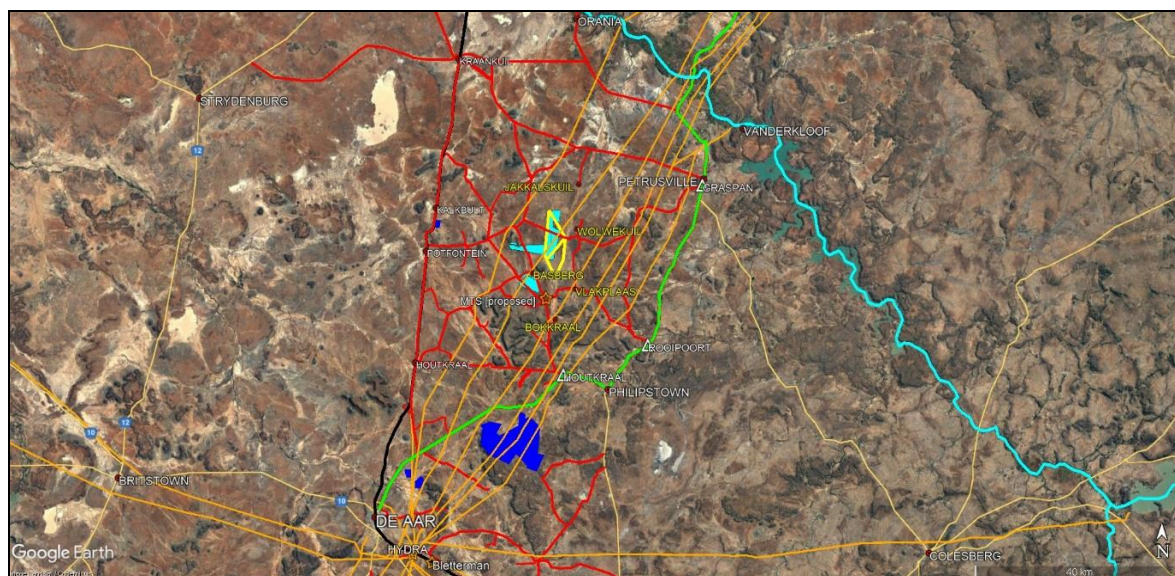 ORANIA
KRAANKUIL
STRYDENBURG
12
VANDERKLOOF
JAKKALSKUIL
PETRUSVILLE
GRASPAN
KALKBULT
WOLWEKUIL
POTFONTEIN
BASBERG
VLAKPLAAS
MTS [proposed]
BOKKRAAL
ROOIPOORT
HOUTKRAAL
HOUTKRAAL
PHILIPSTOWN
12
10
BRITSTOWN
10
DE AAR
HYDRA
Bletterman
COLESBERG
Google Earth
N
40 km